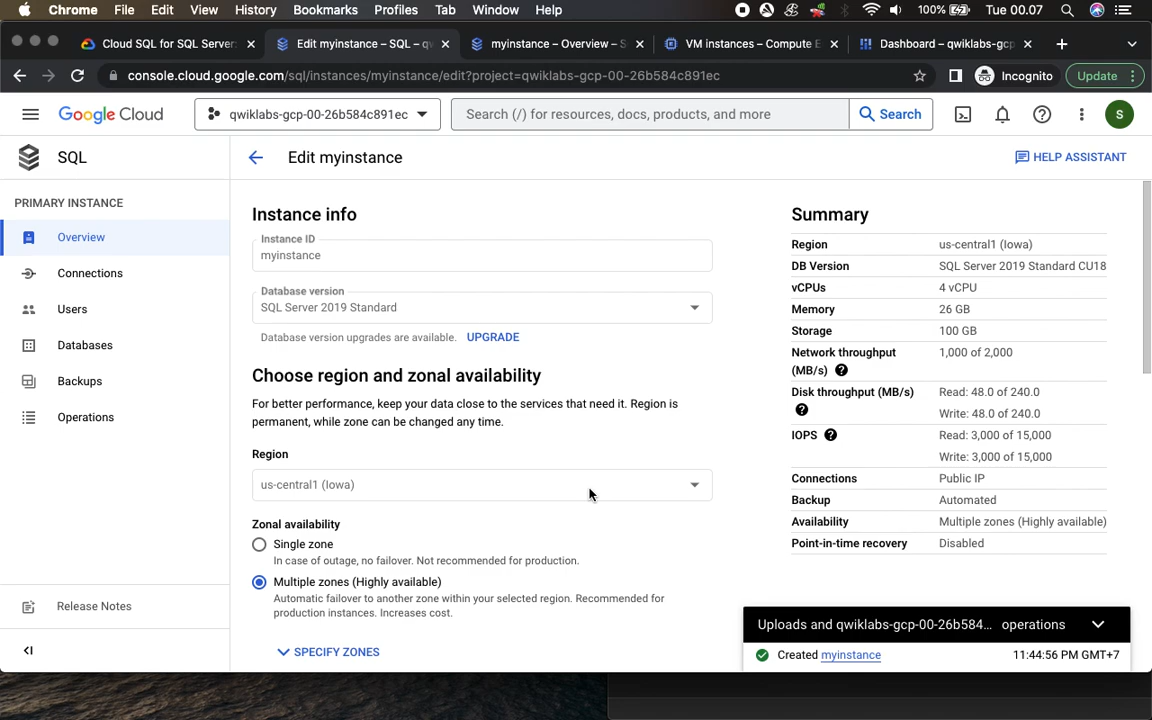 Chrome File Edit View History Bookmarks Profiles Tab Window Help 100% Tue 00.07
Cloud SQL for SQL Server: Edit myinstance – SQL – qw myinstance – Overview – S VM instances – Compute E Dashboard – qwiklabs-gcp
console.cloud.google.com/sql/instances/myinstance/edit?project=qwiklabs-gcp-00-26b584c891ec Incognito Update
Google Cloud qwiklabs-gcp-00-26b584c891ec Search (/) for resources, docs, products, and more Search S
SQL Edit myinstance HELP ASSISTANT
PRIMARY INSTANCE
Overview
Connections
Users
Databases
Backups
Operations
Release Notes
Instance info
Instance ID
myinstance
Database version
SQL Server 2019 Standard
Database version upgrades are available. UPGRADE
Choose region and zonal availability
For better performance, keep your data close to the services that need it. Region is
permanent, while zone can be changed any time.
Region
us-central1 (Iowa)
Zonal availability
Single zone
In case of outage, no failover. Not recommended for production.
Multiple zones (Highly available)
Automatic failover to another zone within your selected region. Recommended for
production instances. Increases cost.
SPECIFY ZONES
Summary
Region us-central1 (Iowa)
DB Version SQL Server 2019 Standard CU18
vCPUs 4 vCPU
Memory 26 GB
Storage 100 GB
Network throughput 1,000 of 2,000
(MB/s)
Disk throughput (MB/s) Read: 48.0 of 240.0
Write: 48.0 of 240.0
IOPS Read: 3,000 of 15,000
Write: 3,000 of 15,000
Connections Public IP
Backup Automated
Availability Multiple zones (Highly available)
Point-in-time recovery Disabled
Uploads and qwiklabs-gcp-00-26b584... operations
Created myinstance 11:44:56 PM GMT+7